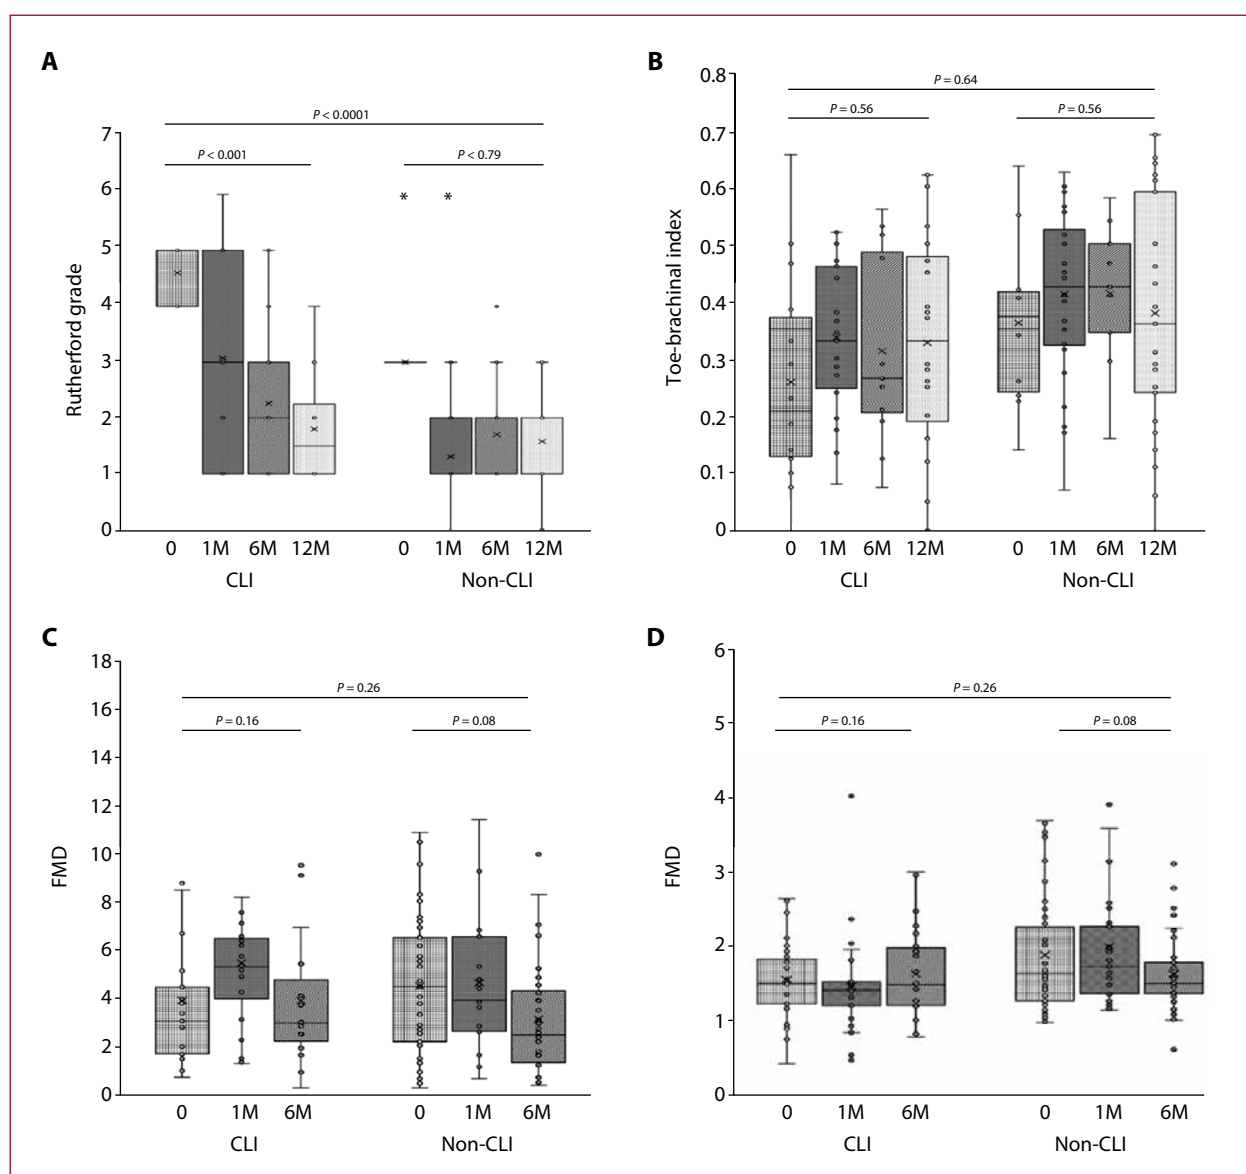 A
Rutherford grade
P < 0.0001
P < 0.001
P < 0.79
* *
7
6
5
4
3
2
1
0
0 1M 6M 12M 0 1M 6M 12M
CLI Non-CLI
B
Toe-brachinal index
P = 0.64
P = 0.56 P = 0.56
0.8
0.7
0.6
0.5
0.4
0.3
0.2
0.1
0
0 1M 6M 12M 0 1M 6M 12M
CLI Non-CLI
C
FMD
P = 0.26
P = 0.16 P = 0.08
18
16
14
12
10
8
6
4
2
0
0 1M 6M 0 1M 6M
CLI Non-CLI
D
FMD
P = 0.26
P = 0.16 P = 0.08
6
5
4
3
2
1
0
0 1M 6M 0 1M 6M
CLI Non-CLI